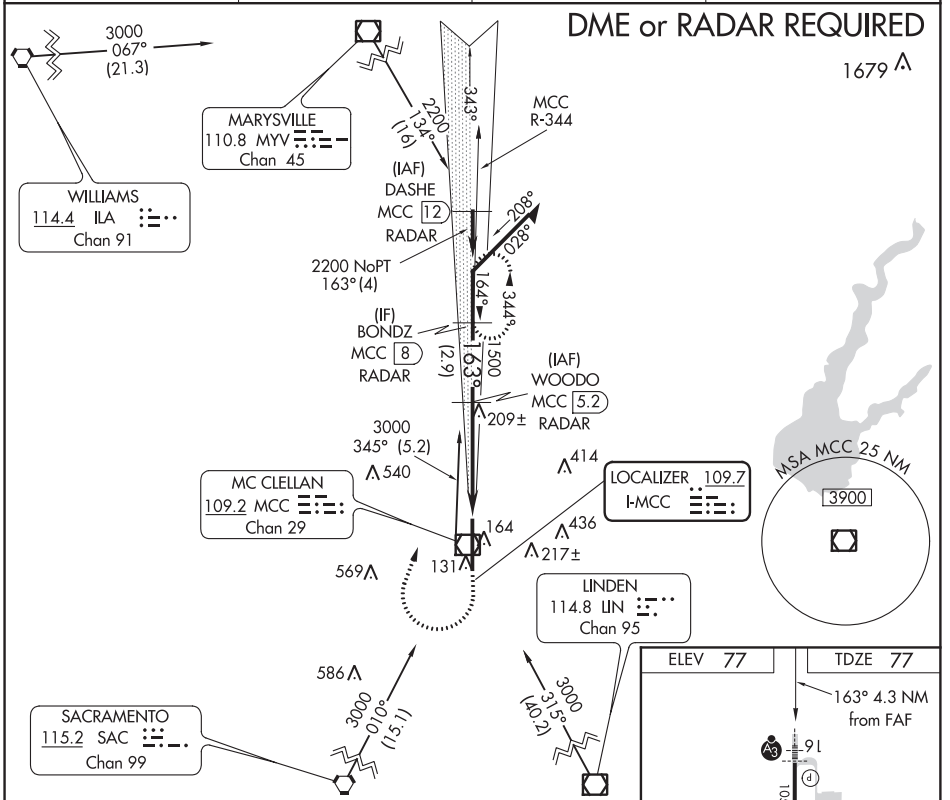 DME or RADAR REQUIRED
3000
067°
(21.3)
1679
MARYSVILLE
110.8 MYV
Chan 45
2200
134°
(16)
343°
MCC
R-344
WILLIAMS
114.4 ILA
Chan 91
(IAF)
DASHE
MCC 12
RADAR
208°
028°
2200 NoPT
163° (4)
164°
344°
(IF)
BONDZ
MCC 8
RADAR
(2.9)
163°
1500
(IAF)
WOODO
MCC 5.2
RADAR
209±
3000
345° (5.2)
540
414
MC CLELLAN
109.2 MCC
Chan 29
LOCALIZER 109.7
I-MCC
MSA MCC 25 NM
3900
164
436
217±
131
569
LINDEN
114.8 LIN
Chan 95
586
3000
010°
(15.1)
3000
315°
(40.2)
SACRAMENTO
115.2 SAC
Chan 99
ELEV 77
TDZE 77
163° 4.3 NM
from FAF
A3
16
P